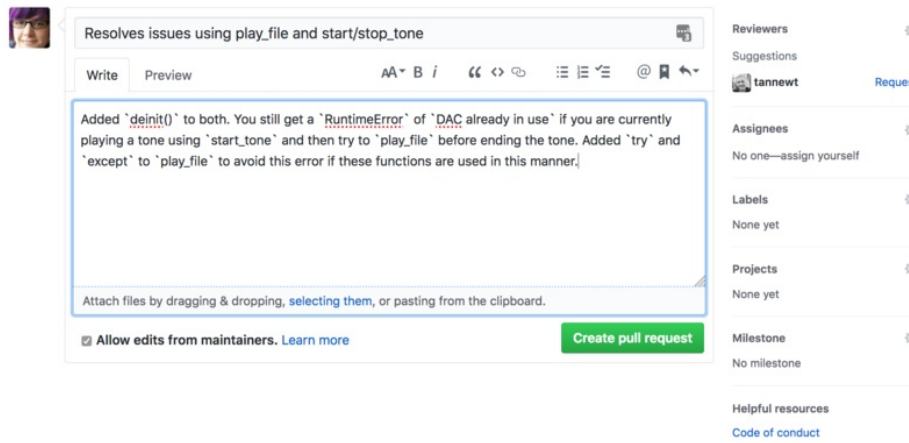 Resolves issues using play_file and start/stop_tone
Write
Preview
AA B i
Added `deinit()` to both. You still get a `RuntimeError` of `DAC already in use` if you are currently
playing a tone using `start_tone` and then try to `play_file` before ending the tone. Added `try` and
`except` to `play_file` to avoid this error if these functions are used in this manner.
Attach files by dragging & dropping, selecting them, or pasting from the clipboard.
Allow edits from maintainers. Learn more
Create pull request
Reviewers
Suggestions
tannewt
Reque
Assignees
No one—assign yourself
Labels
None yet
Projects
None yet
Milestone
No milestone
Helpful resources
Code of conduct